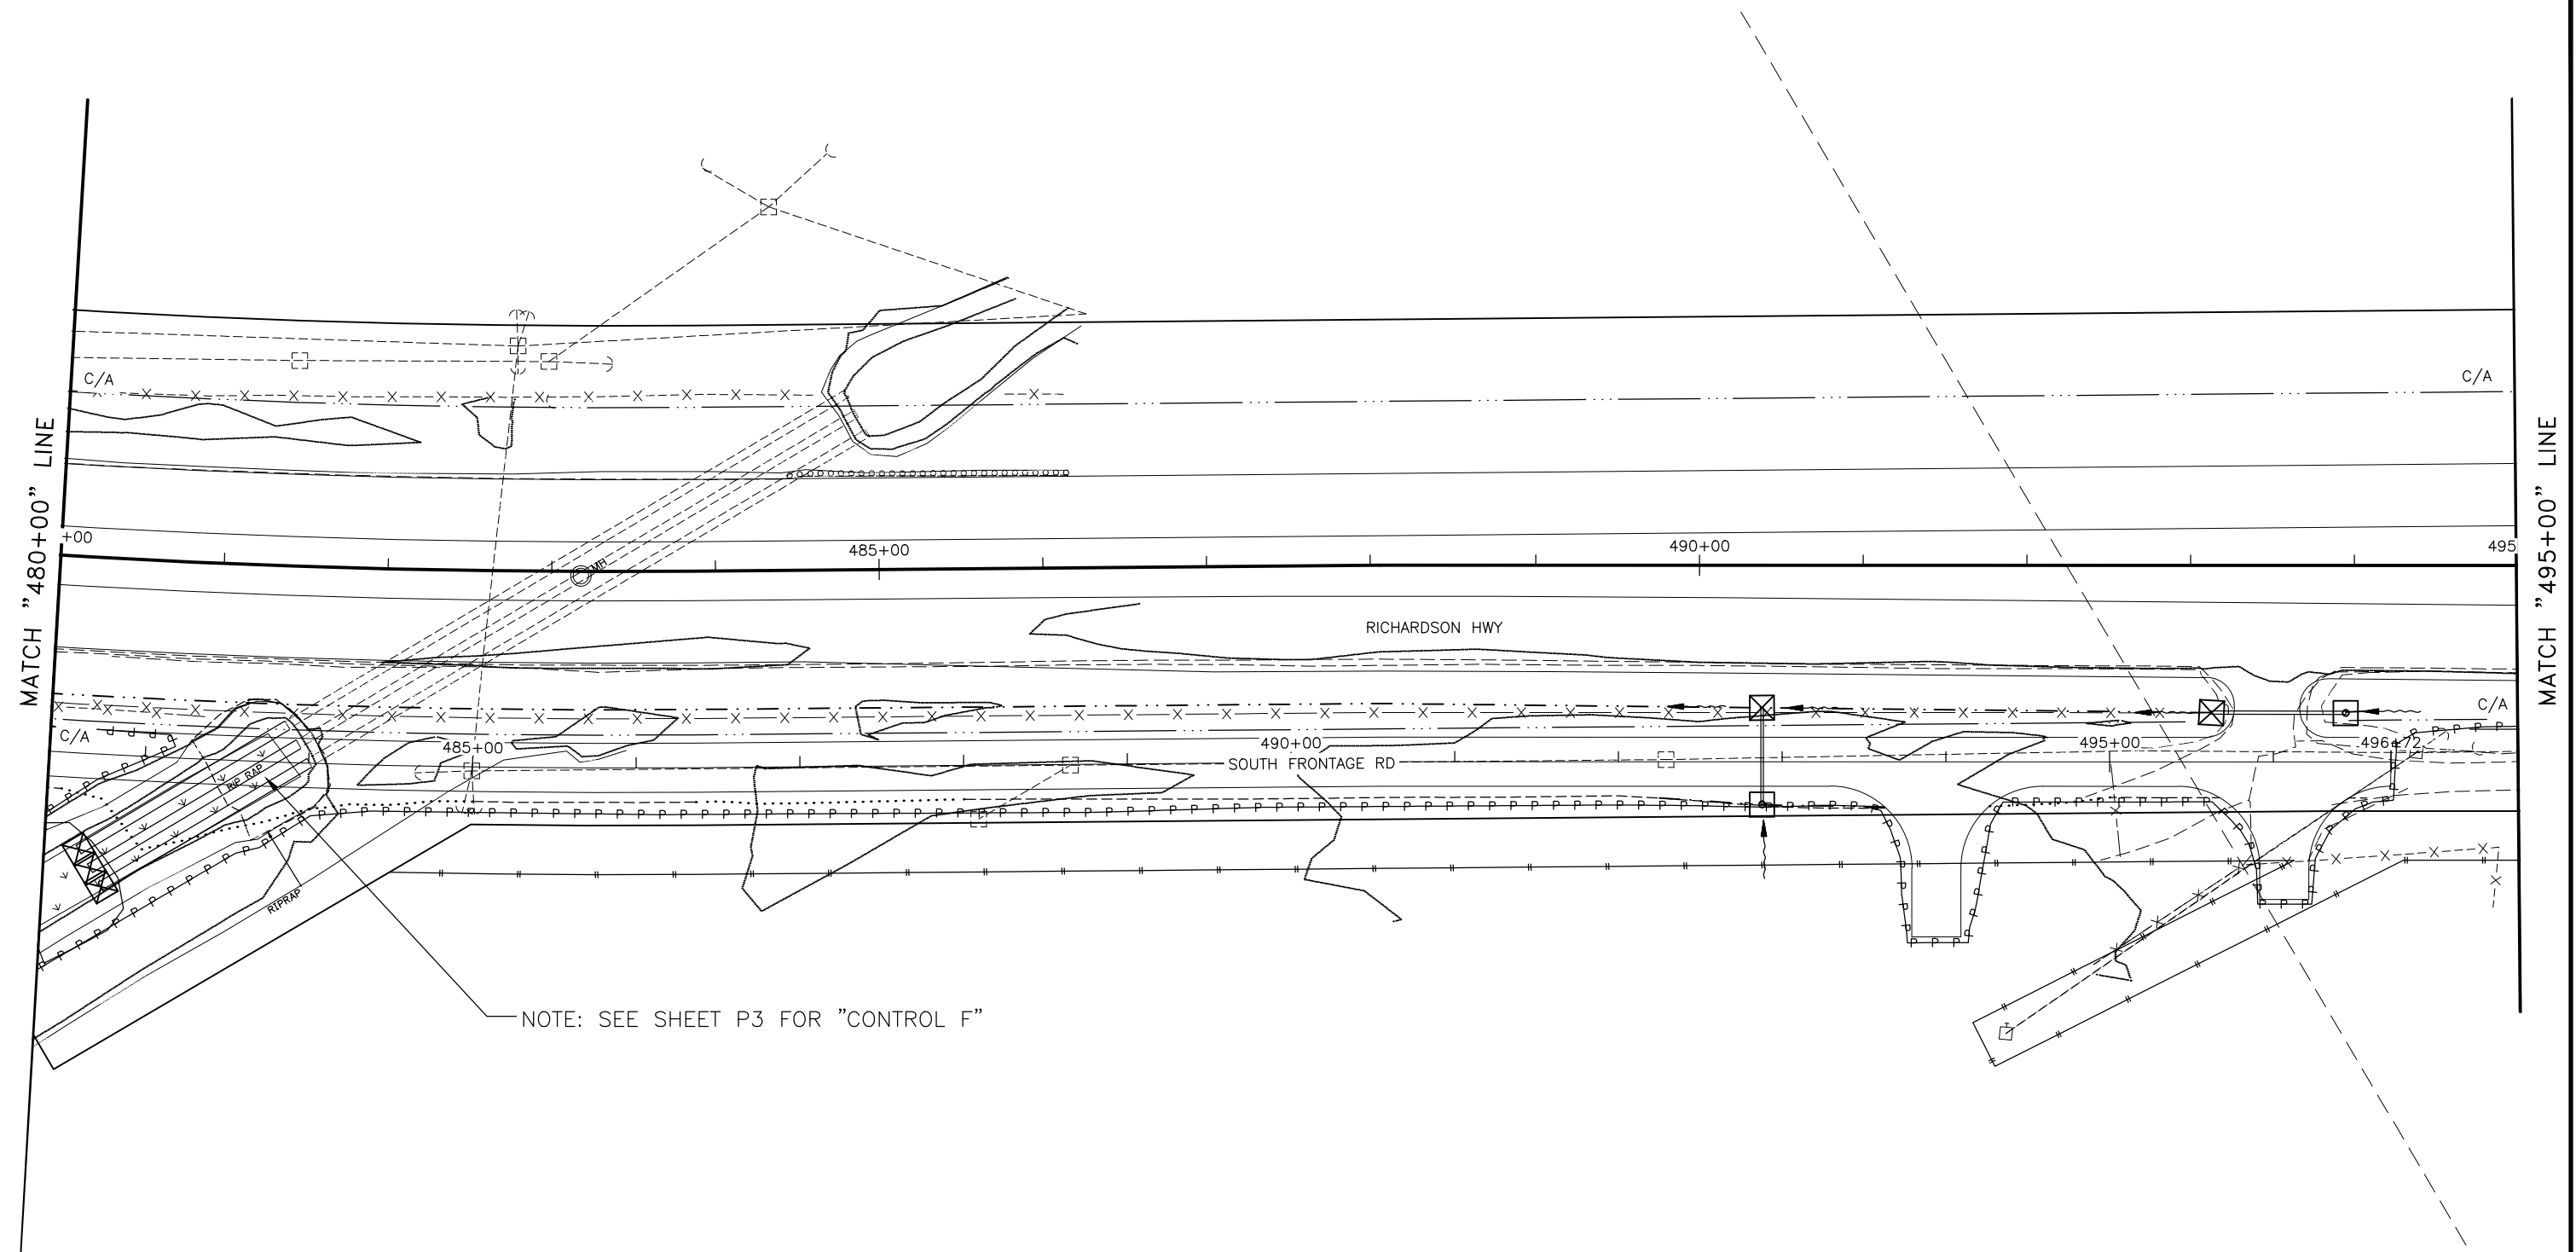 C/A
C/A
MATCH ”480+00” LINE
+00
485+00
490+00
495
MATCH ”495+00” LINE
MFI
RICHARDSON HWY
C/A
C/A
485+00
490+00
495+00
496+72
SOUTH FRONTAGE RD
RIP RAP
RIPRAP
NOTE: SEE SHEET P3 FOR ”CONTROL F”